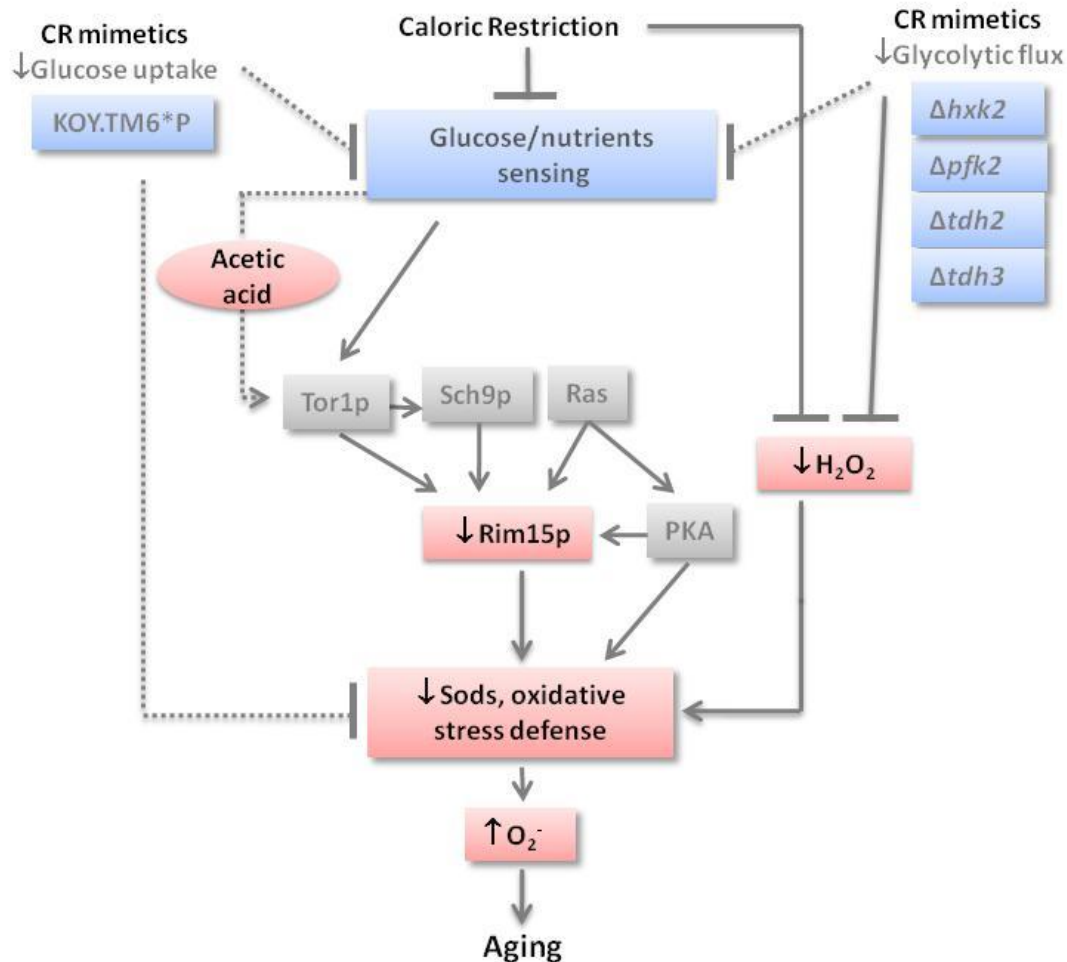 CR mimetics
↓Glucose uptake
KOY.TM6*P
Caloric Restriction
CR mimetics
↓Glycolytic flux
Δhxk2
Δpfk2
Δtdh2
Δtdh3
Glucose/nutrients
sensing
Acetic
acid
Tor1p
Sch9p
Ras
↓H₂O₂
↓Rim15p
PKA
↓Sods, oxidative
stress defense
↑O₂⁻
Aging